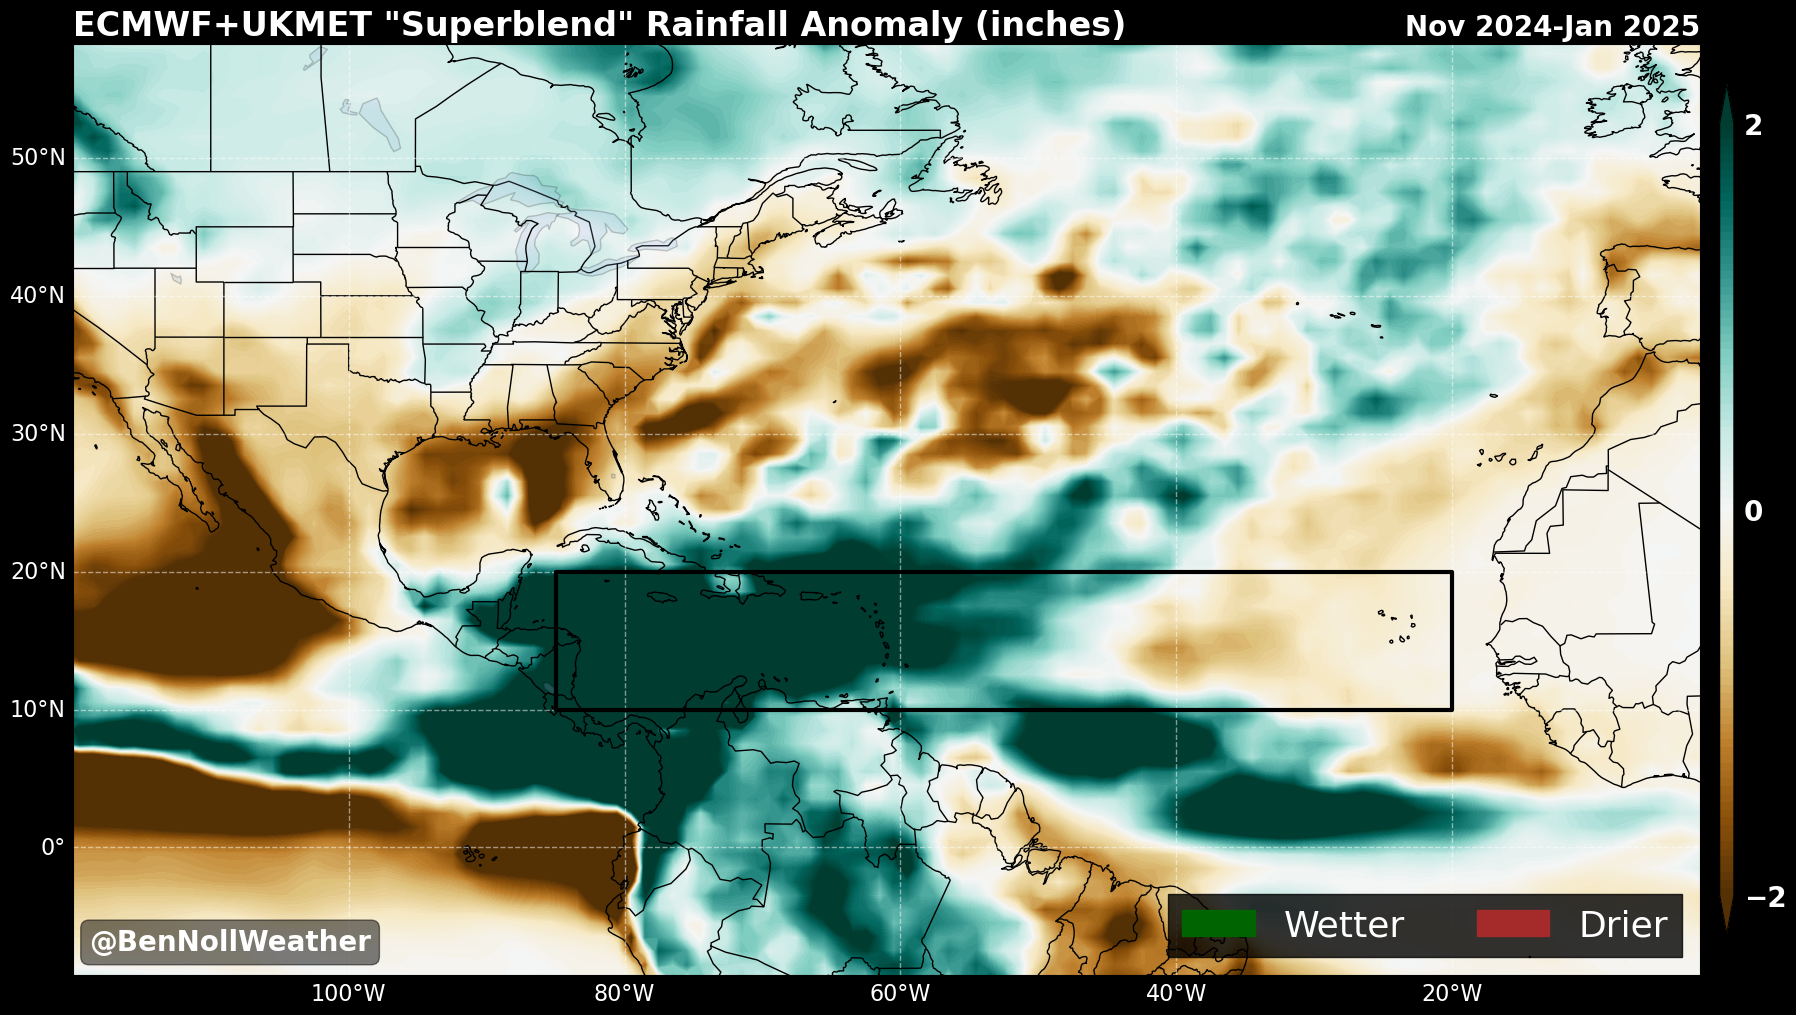 ECMWF+UKMET "Superblend" Rainfall Anomaly (inches) Nov 2024-Jan 2025
2
50°N
40°N
30°N
0
20°N
10°N
0°
−2
Wetter Drier
@BenNollWeather
100°W 80°W 60°W 40°W 20°W